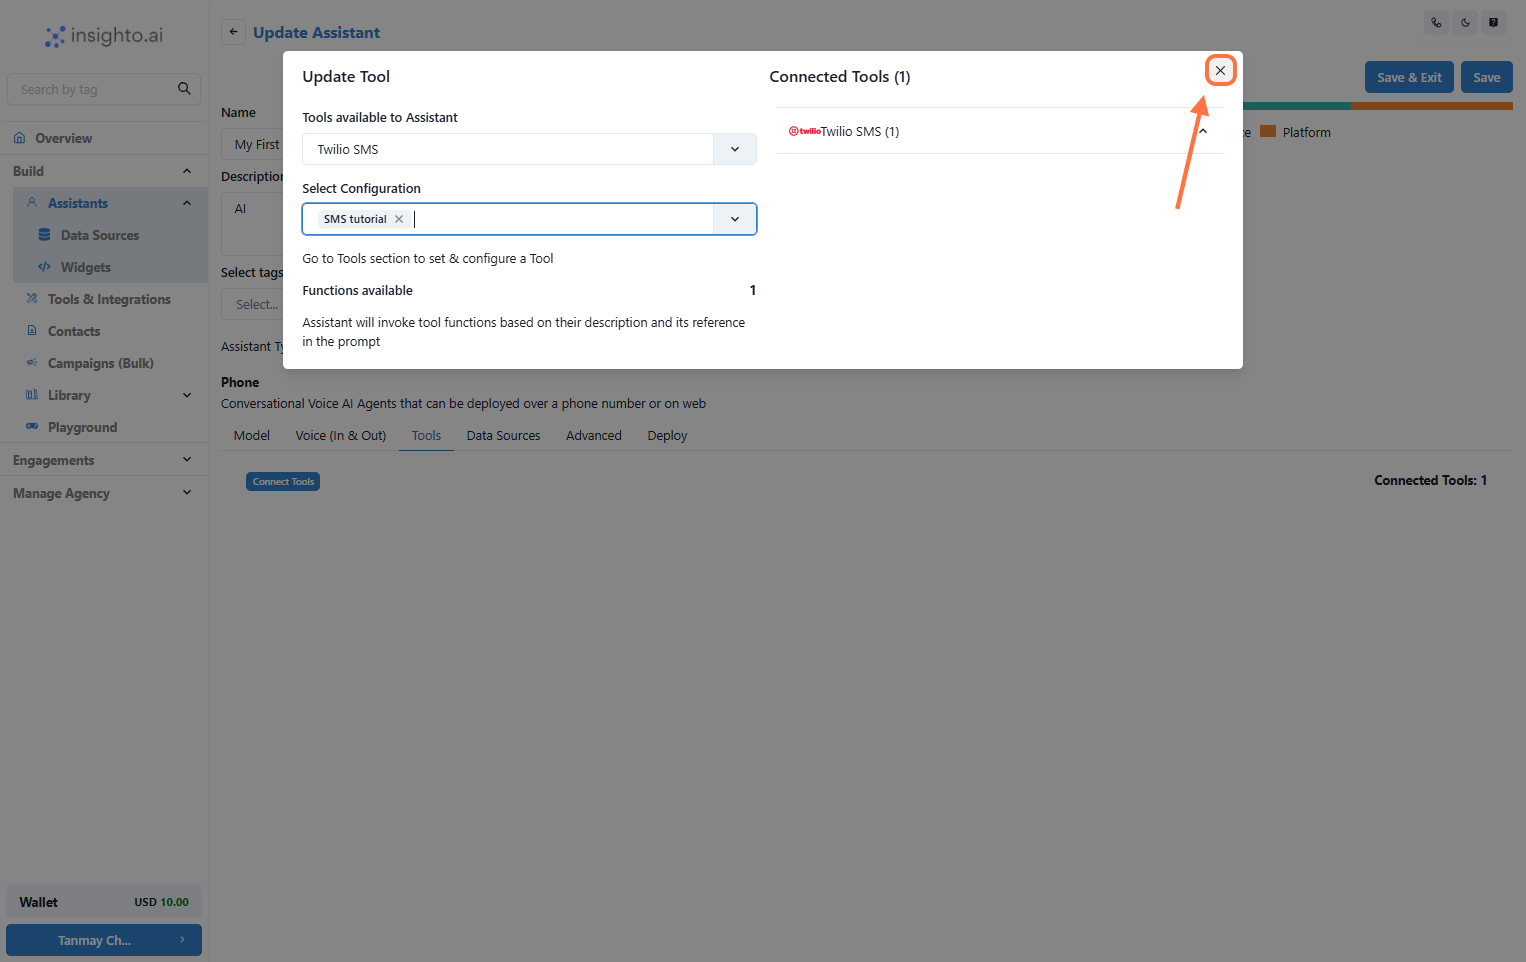 insighto.ai
Search by tag
Overview
Build
Assistants
Data Sources
Widgets
Tools & Integrations
Contacts
Campaigns (Bulk)
Library
Playground
Engagements
Manage Agency
Wallet USD 10.00
Tanmay Ch...
Update Assistant
Save & Exit Save
Platform
Name
My First
Description
AI
Select tags
Select...
Assistant Ty
Update Tool
Tools available to Assistant
Twilio SMS
Select Configuration
SMS tutorial
Go to Tools section to set & configure a Tool
Functions available 1
Assistant will invoke tool functions based on their description and its reference
in the prompt
Connected Tools (1)
twilio Twilio SMS (1)
Phone
Conversational Voice AI Agents that can be deployed over a phone number or on web
Model Voice (In & Out) Tools Data Sources Advanced Deploy
Connect Tools Connected Tools: 1